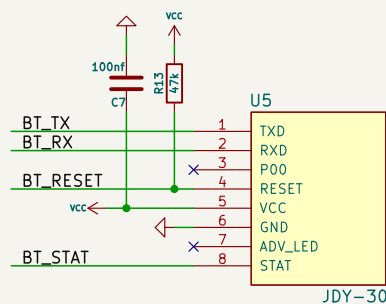 VCC
100nf
C7
R13
47k
U5
BT_TX
1
TXD
BT_RX
2
RXD
3
P00
BT_RESET
4
RESET
VCC
5
VCC
6
GND
7
ADV_LED
BT_STAT
8
STAT
JDY-30